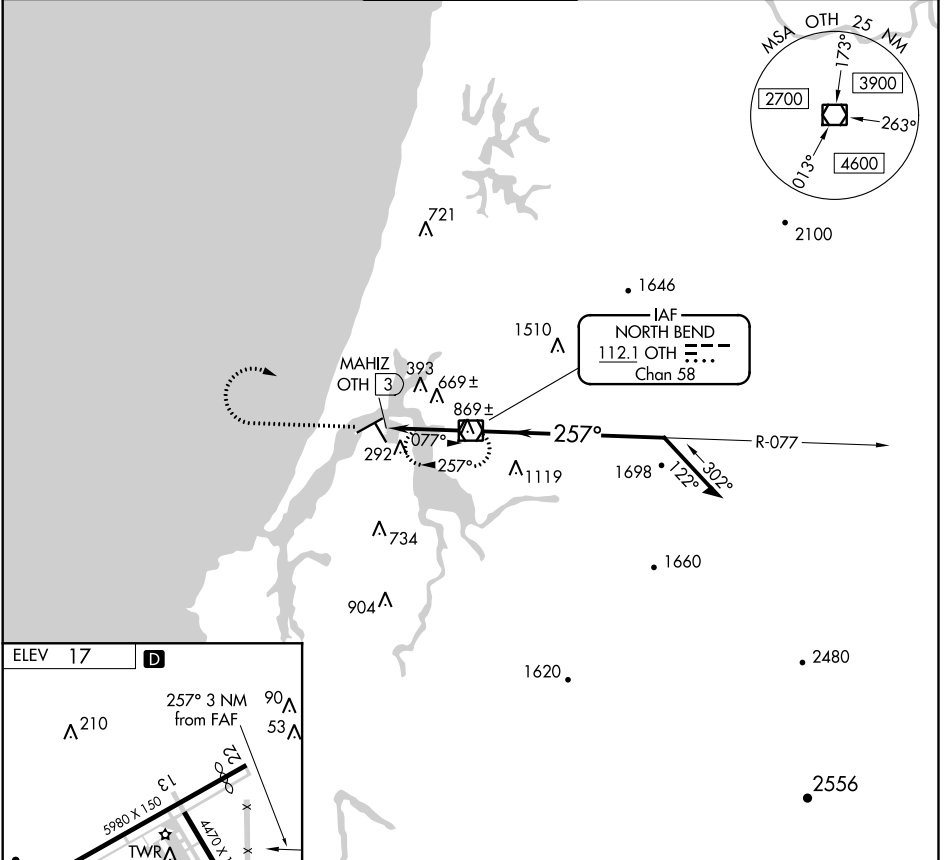 MSA OTH 25 NM
173°
3900
2700
263°
013°
4600
721
2100
1646
IAF
NORTH BEND
112.1 OTH
Chan 58
1510
MAHIZ
OTH 3
393
669 ±
869 ±
077°
257°
R-077
292
257°
1119
1698
122°
302°
734
1660
904
1620
2480
2556
ELEV 17
D
257° 3 NM
from FAF
90
53
210
22
13
5980 X 150
4470 X
TWR
X
X